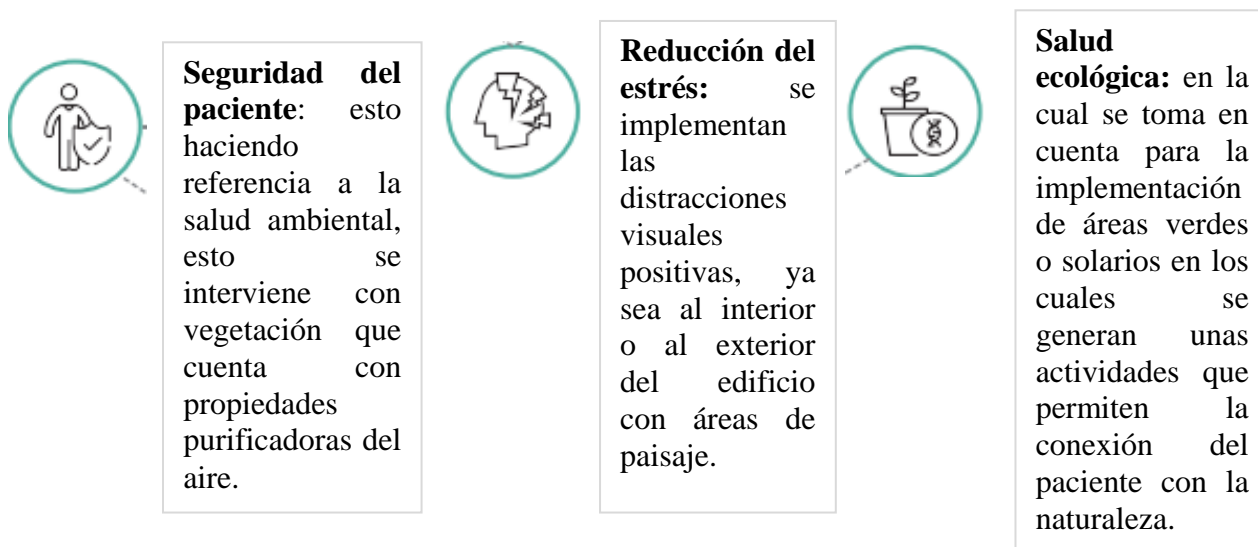 Seguridad del
paciente: esto
haciendo
referencia a la
salud ambiental,
esto se
interviene con
vegetación que
cuenta con
propiedades
purificadoras del
aire.
Reducción del
estrés: se
implementan
las
distracciones
visuales
positivas, ya
sea al interior
o al exterior
del edificio
con áreas de
paisaje.
Salud
ecológica: en la
cual se toma en
cuenta para la
implementación
de áreas verdes
o solarios en los
cuales se
generan unas
actividades que
permiten la
conexión del
paciente con la
naturaleza.